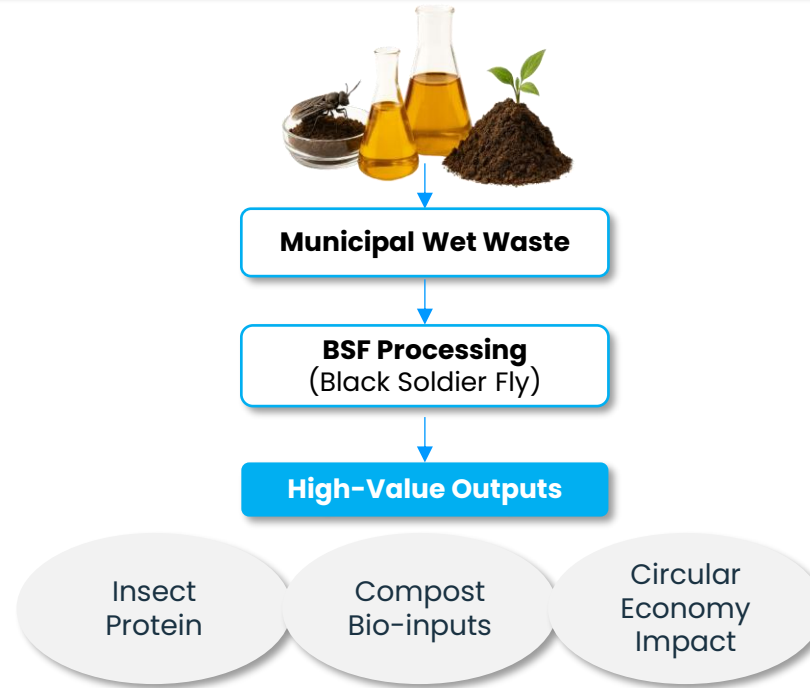 Municipal Wet Waste
BSF Processing
(Black Soldier Fly)
High-Value Outputs
Insect
Protein
Compost
Bio-inputs
Circular
Economy
Impact